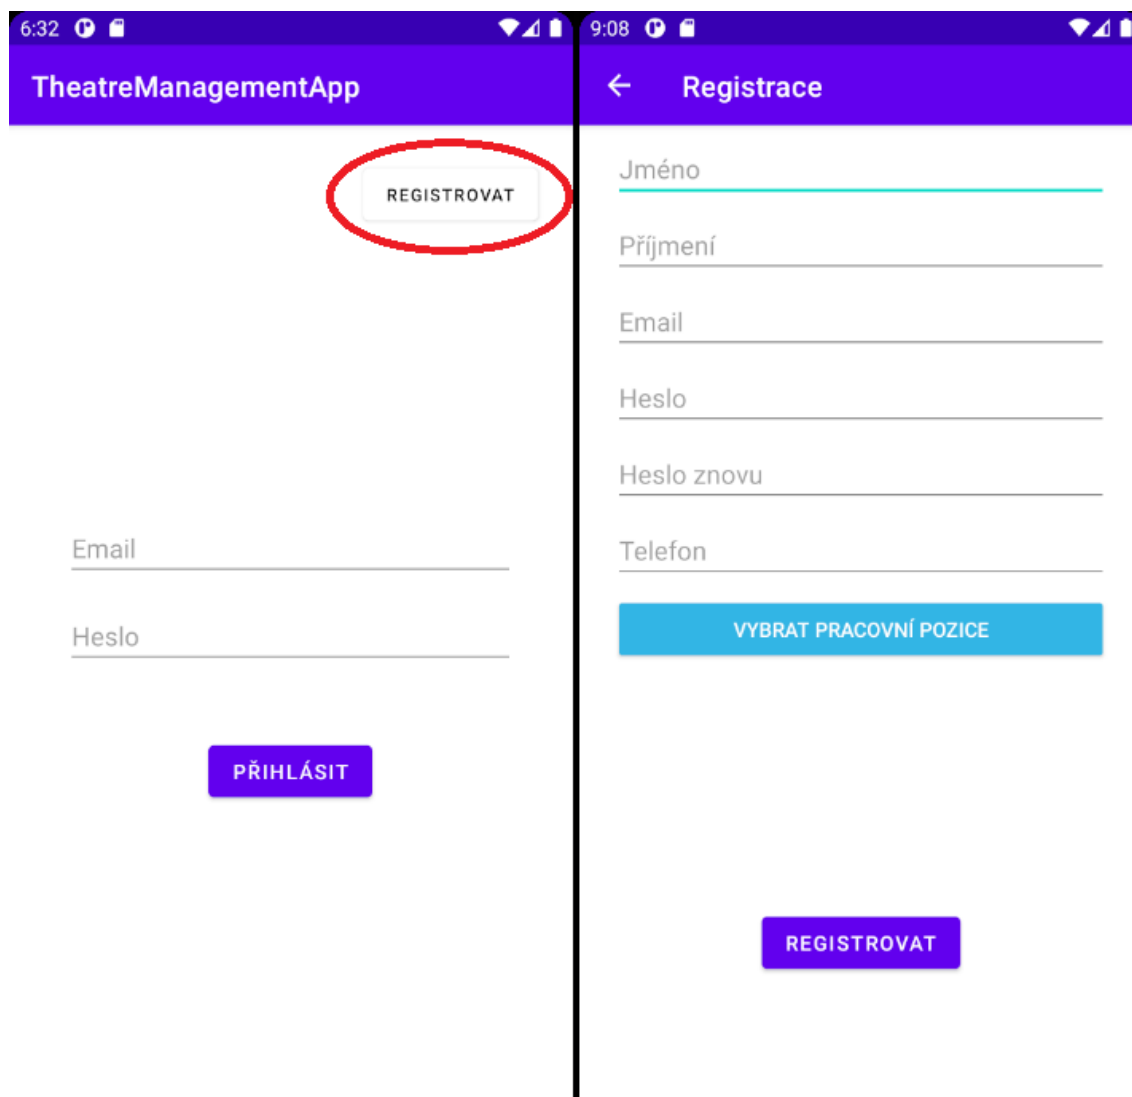 6:32
TheatreManagementApp
REGISTROVAT
Email
Heslo
PŘIHLÁSIT
9:08
Registrace
Jméno
Příjmení
Email
Heslo
Heslo znovu
Telefon
VYBRAT PRACOVNÍ POZICE
REGISTROVAT